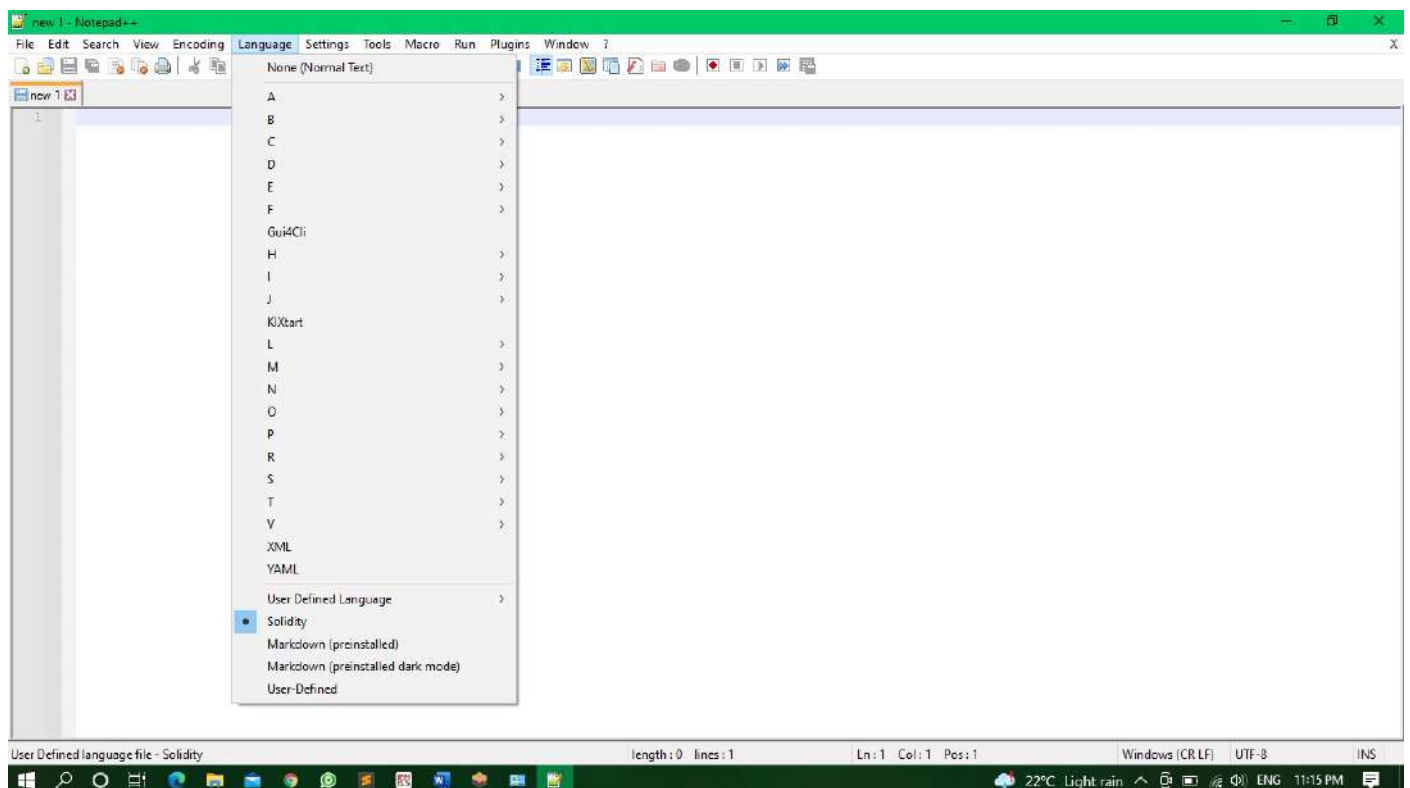 new 1 - Notepad++
File Edit Search View Encoding Language Settings Tools Macro Run Plugins Window ? X
new 1
1
None (Normal Text)
A
B
C
D
E
F
Gui4Cli
H
I
J
KIXtart
L
M
N
O
P
R
S
T
V
XML
YAML
User Defined Language
Solidity
Markdown (preinstalled)
Markdown (preinstalled dark mode)
User-Defined
User Defined language file - Solidity length : 0 lines : 1 Ln : 1 Col : 1 Pos : 1 Windows (CR LF) UTF-8 INS
22°C Light rain ENG 11:15 PM